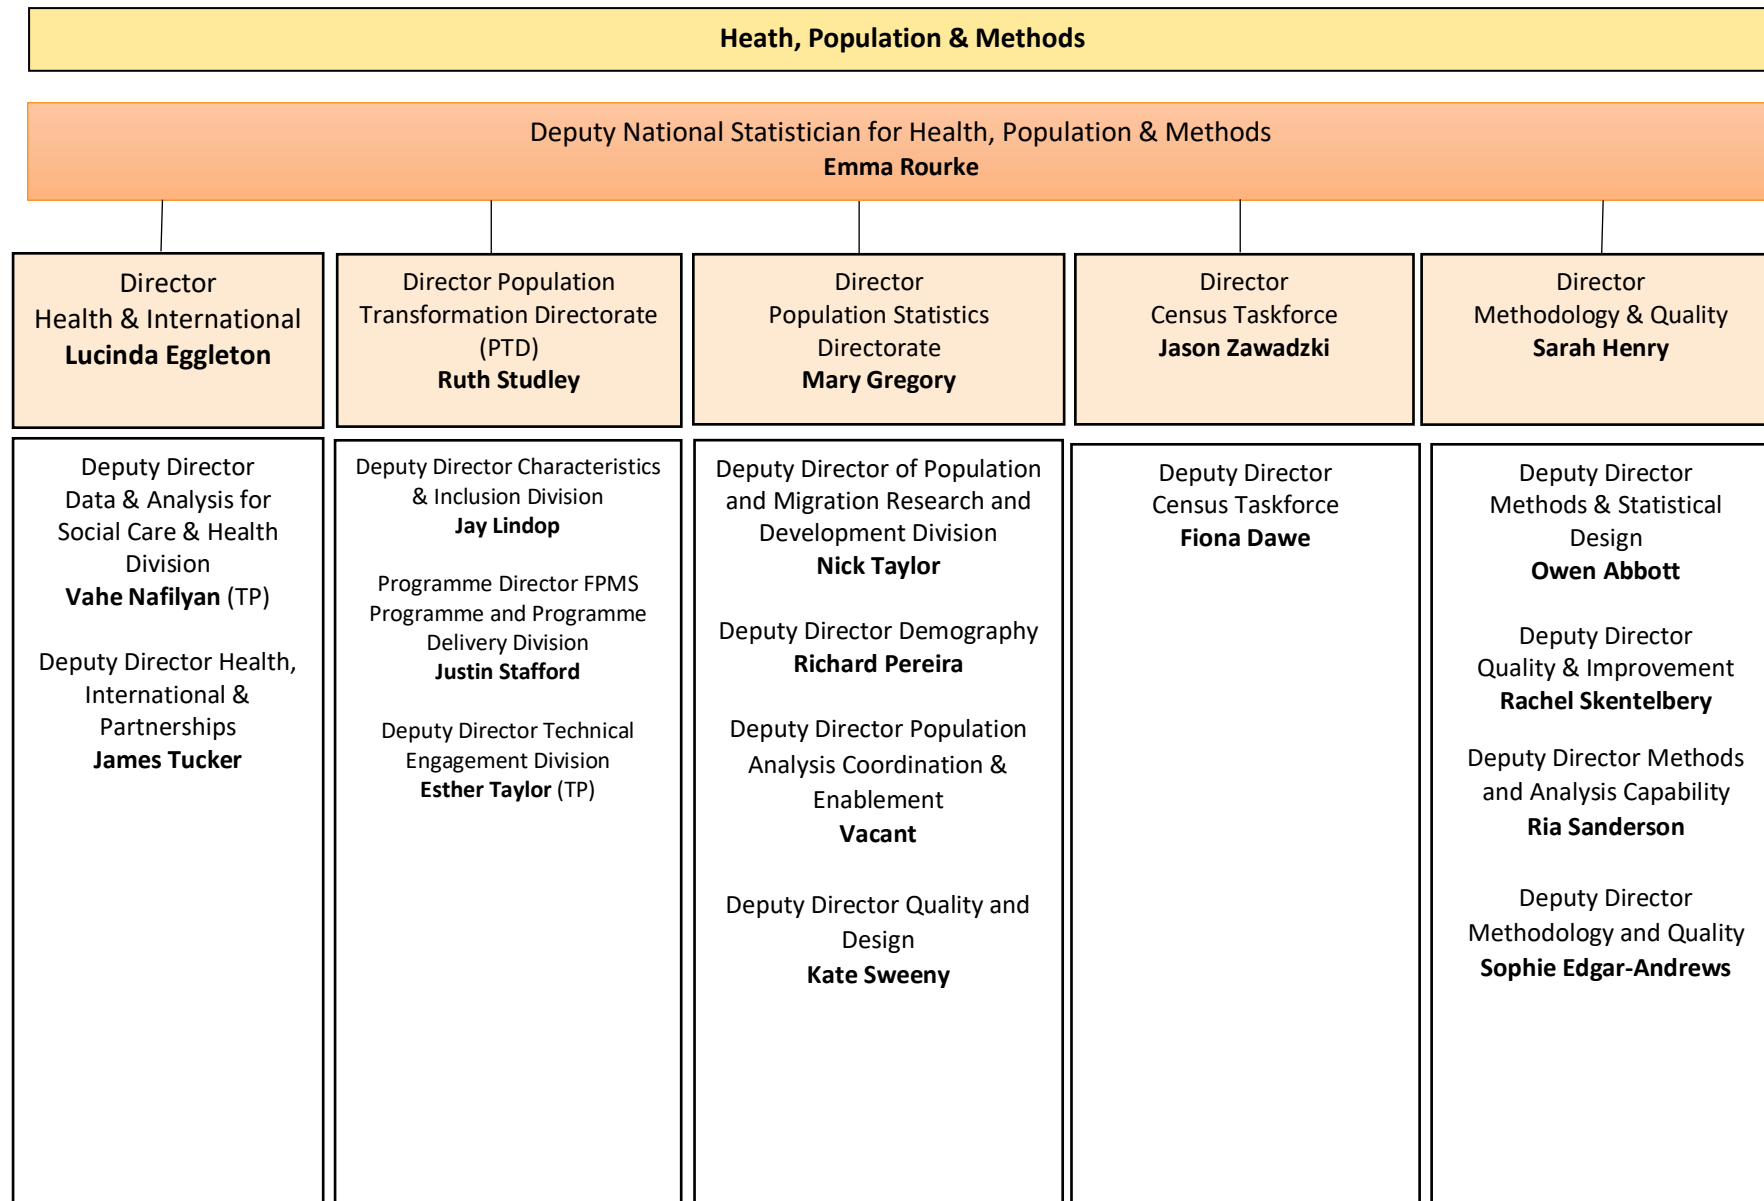 Heath, Population & Methods
Deputy National Statistician for Health, Population & Methods
Emma Rourke
Director
Health & International
Lucinda Eggleton
Director Population
Transformation Directorate
(PTD)
Ruth Studley
Director
Population Statistics
Directorate
Mary Gregory
Director
Census Taskforce
Jason Zawadzki
Director
Methodology & Quality
Sarah Henry
Deputy Director
Data & Analysis for
Social Care & Health
Division
Vahe Nafilyan (TP)
Deputy Director Health,
International &
Partnerships
James Tucker
Deputy Director Characteristics
& Inclusion Division
Jay Lindop
Programme Director FPMS
Programme and Programme
Delivery Division
Justin Stafford
Deputy Director Technical
Engagement Division
Esther Taylor (TP)
Deputy Director of Population
and Migration Research and
Development Division
Nick Taylor
Deputy Director Demography
Richard Pereira
Deputy Director Population
Analysis Coordination &
Enablement
Vacant
Deputy Director Quality and
Design
Kate Sweeny
Deputy Director
Census Taskforce
Fiona Dawe
Deputy Director
Methods & Statistical
Design
Owen Abbott
Deputy Director
Quality & Improvement
Rachel Skentelbery
Deputy Director Methods
and Analysis Capability
Ria Sanderson
Deputy Director
Methodology and Quality
Sophie Edgar-Andrews